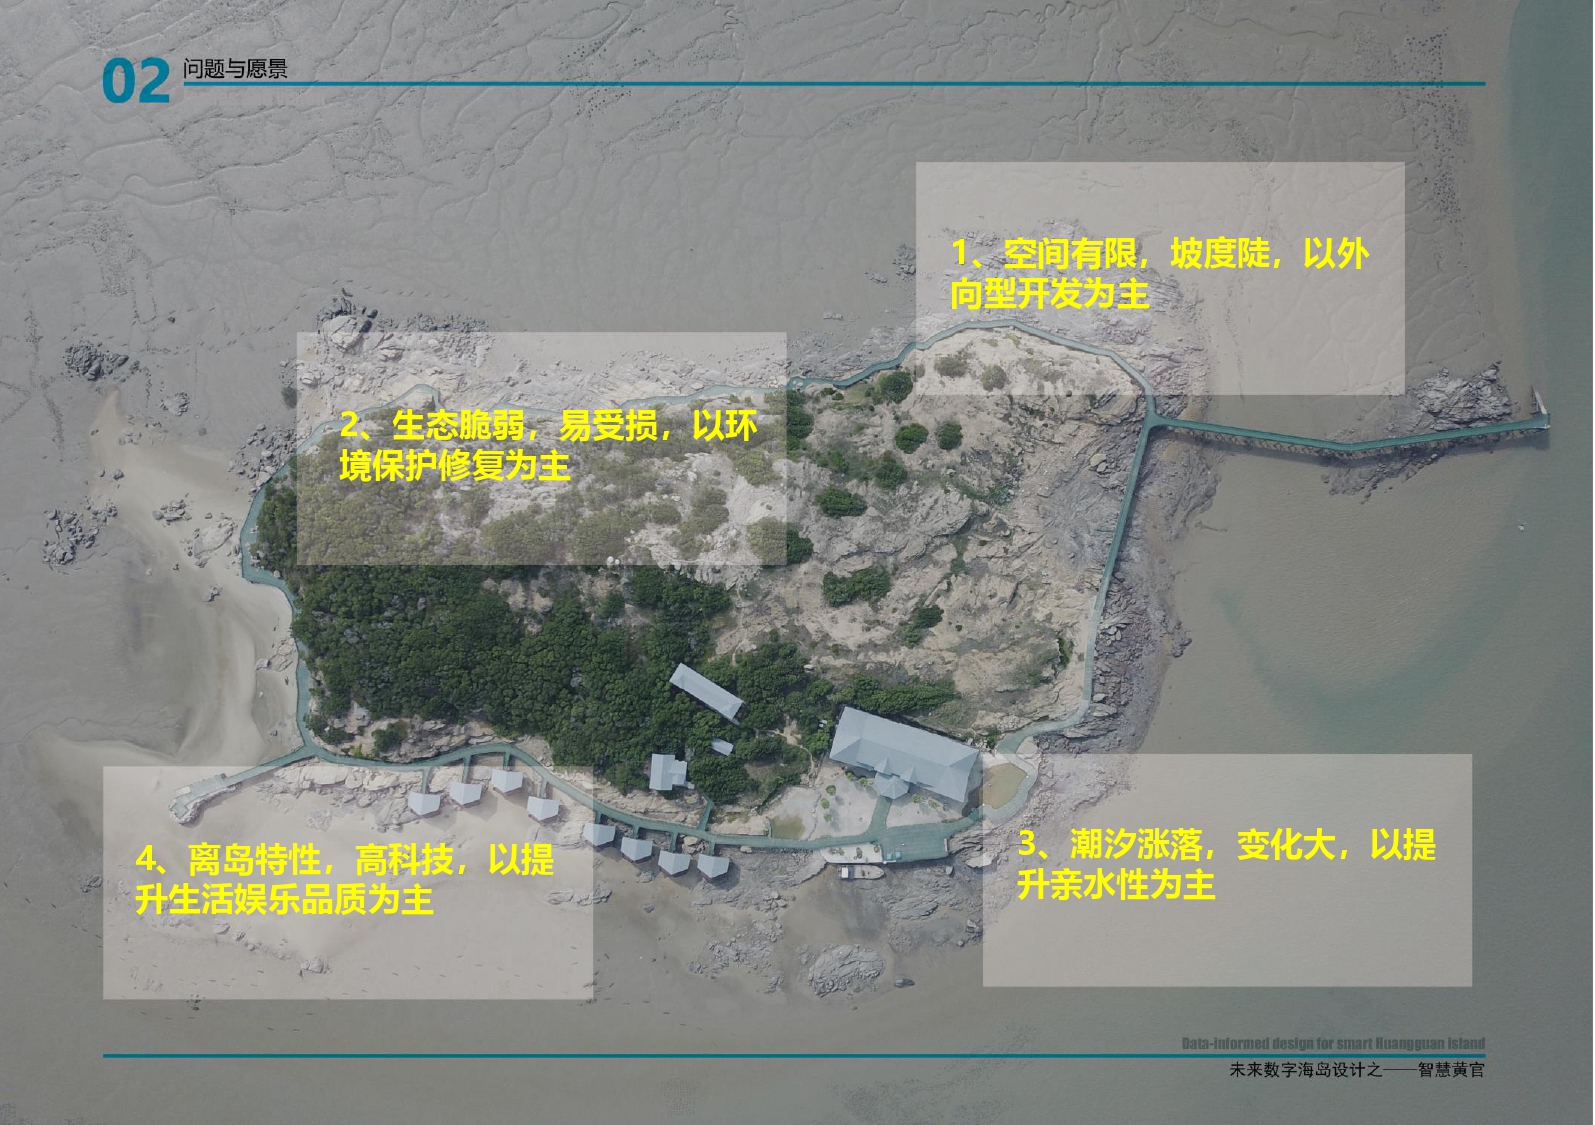 02 问题与愿景
1、空间有限，坡度陡，以外
向型开发为主
2、生态脆弱，易受损，以环
境保护修复为主
3、潮汐涨落，变化大，以提
升亲水性为主
4、离岛特性，高科技，以提
升生活娱乐品质为主
Data-informed design for smart Huangguan island
未来数字海岛设计之——智慧黄官